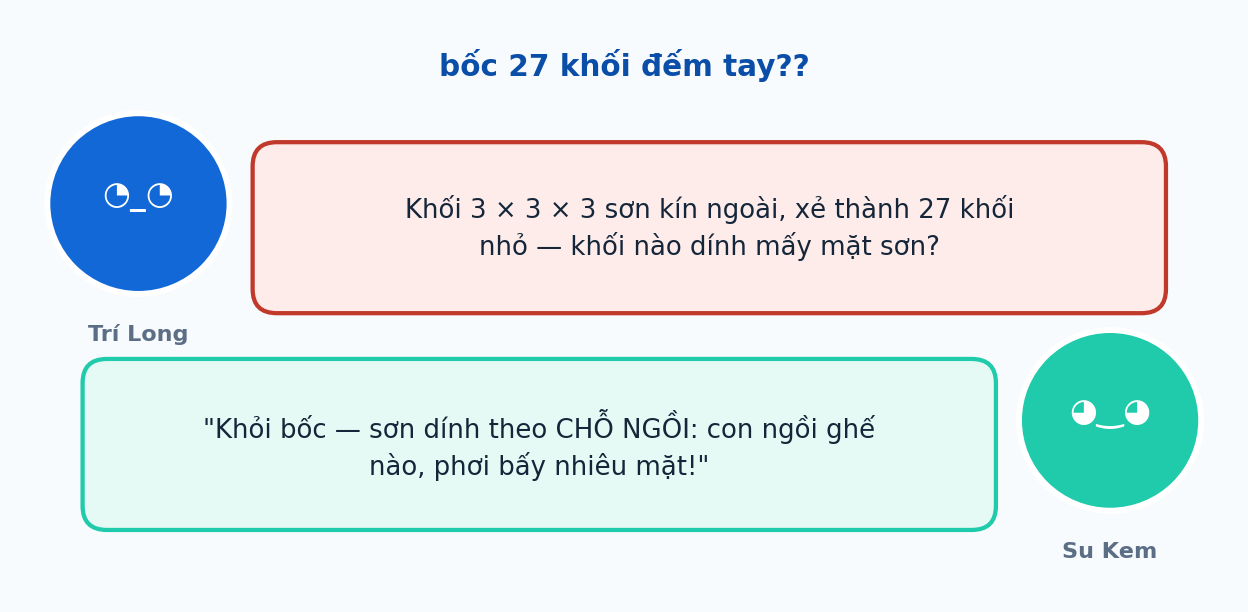 bốc 27 khối đếm tay??
◔_◔
Khối 3 × 3 × 3 sơn kín ngoài, xẻ thành 27 khối
nhỏ — khối nào dính mấy mặt sơn?
Trí Long
"Khỏi bốc — sơn dính theo CHỖ NGỒI: con ngồi ghế
nào, phơi bấy nhiêu mặt!"
◕‿◕
Su Kem